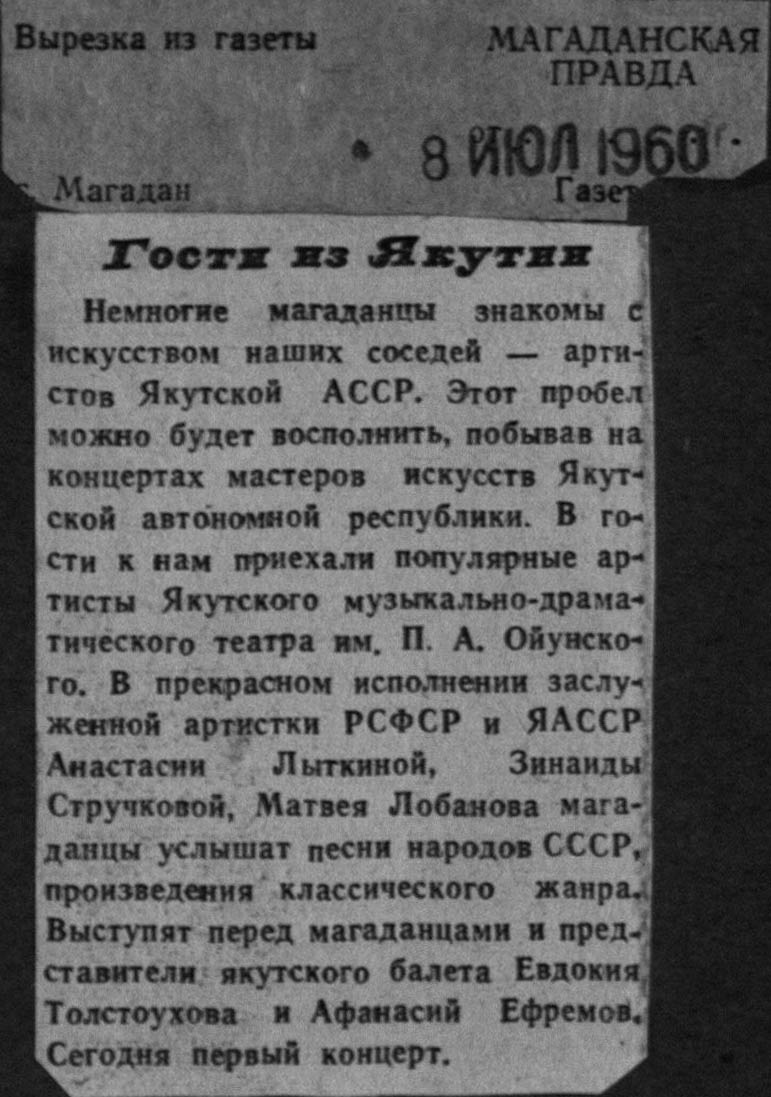 Вырезка из газеты
МАГАДАНСКАЯ
ПРАВДА
от
8 ИЮЛ 1960 г.
г. Магадан
Гости из Якутии
Немногие магаданцы знакомы с
искусством наших соседей — арти-
стов Якутской АССР. Этот пробел
можно будет восполнить, побывав на
концертах мастеров искусств Якут-
ской автономной республики. В го-
сти к нам приехали популярные ар-
тисты Якутского музыкально-драма-
тического театра им. П. А. Ойунско-
го. В прекрасном исполнении заслу-
женной артистки РСФСР и ЯАССР
Анастасии Лыткиной, Зинаиды
Стручковой, Матвея Лобанова мага-
данцы услышат песни народов СССР,
произведения классического жанра.
Выступят перед магаданцами и пред-
ставители якутского балета Евдокия
Толстоухова и Афанасий Ефремов.
Сегодня первый концерт.